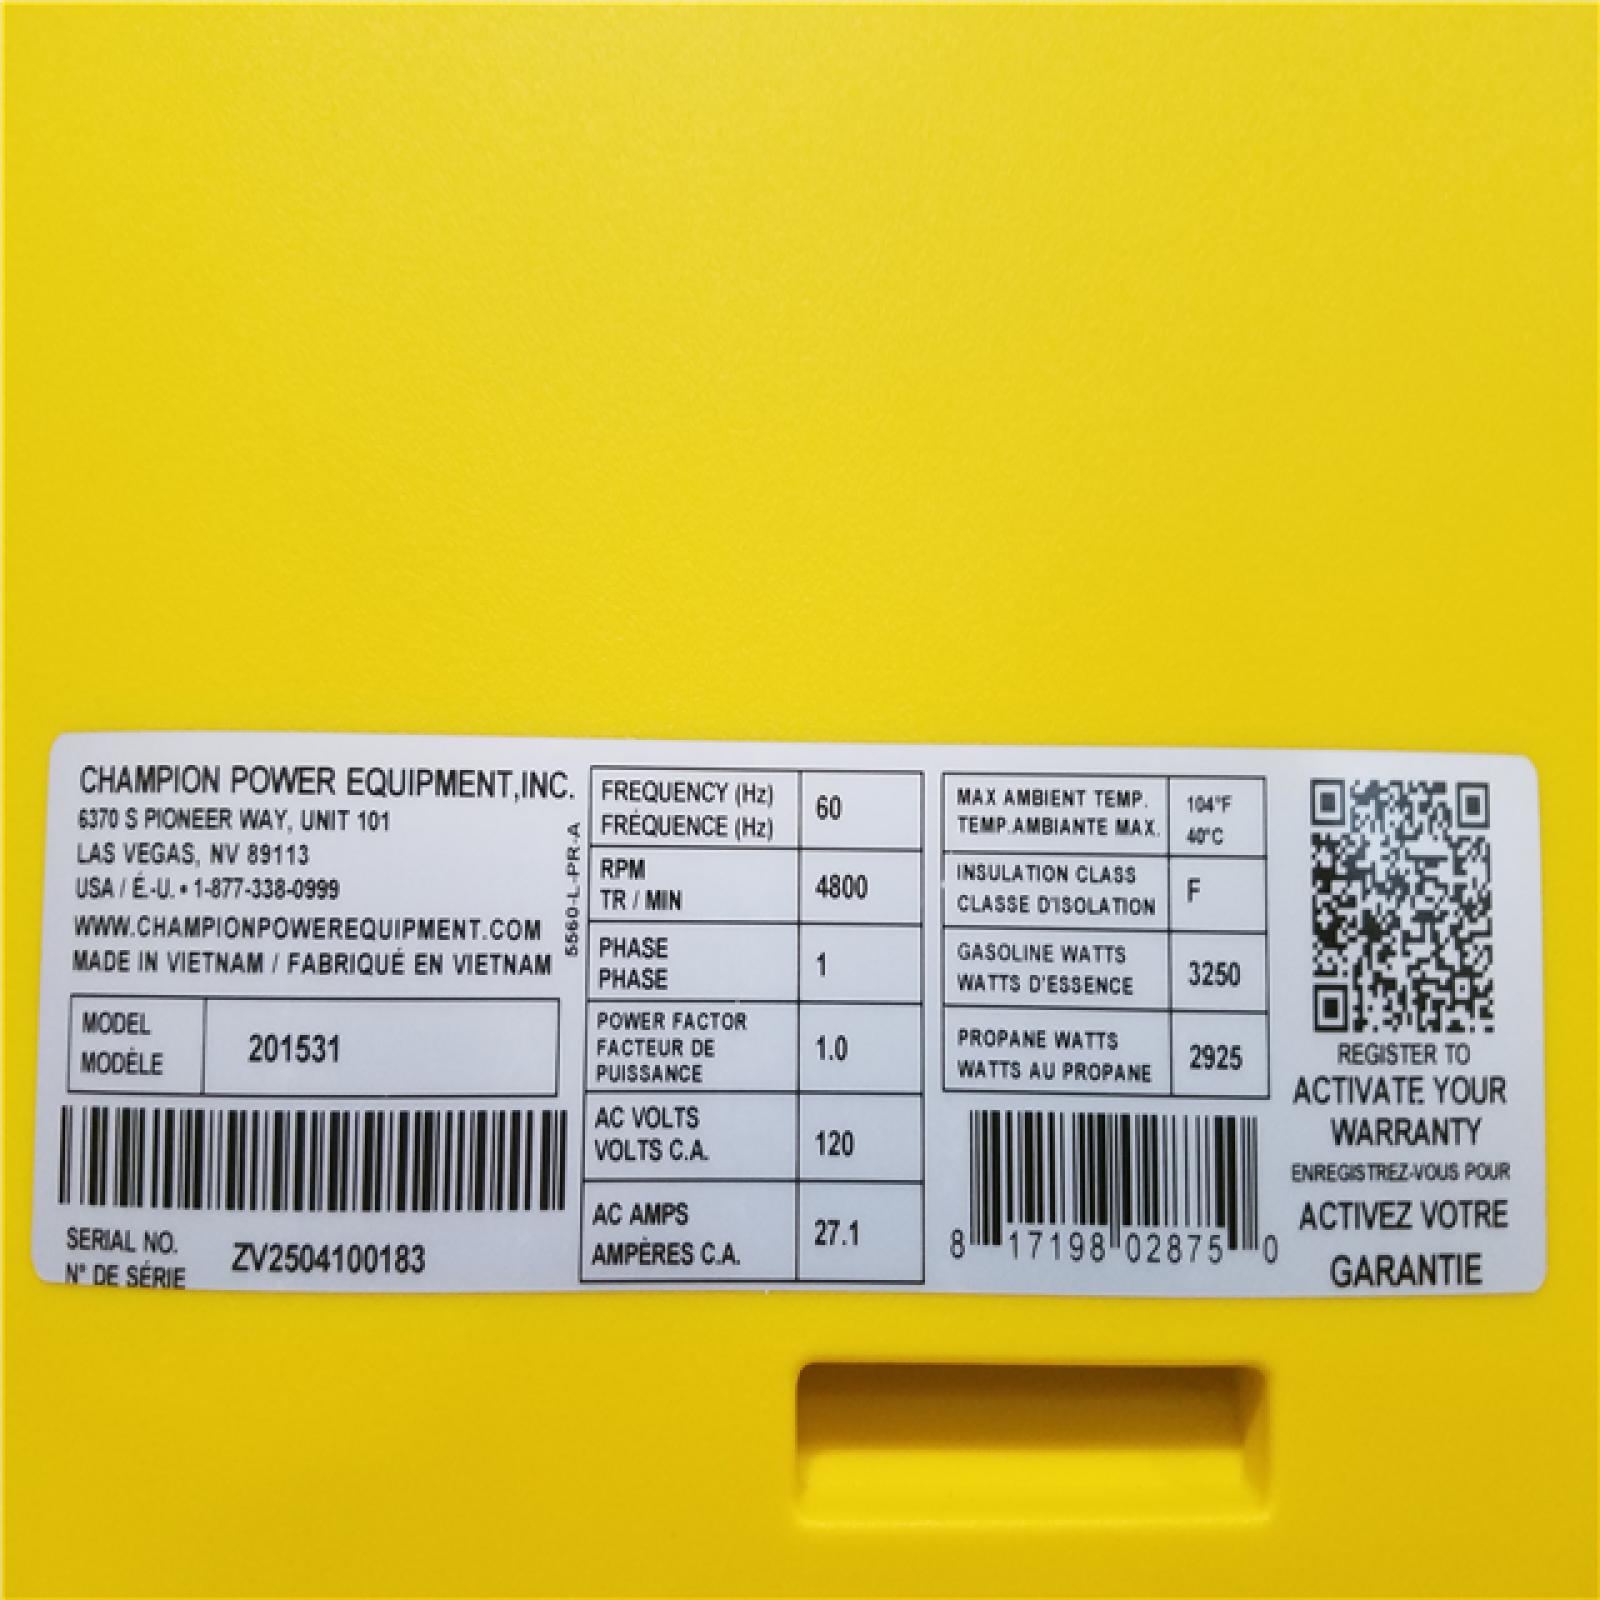 CHAMPION POWER EQUIPMENT,INC.
6370 S PIONEER WAY, UNIT 101
LAS VEGAS, NV 89113
USA / É.-U. • 1-877-338-0999
WWW.CHAMPIONPOWEREQUIPMENT.COM
MADE IN VIETNAM / FABRIQUÉ EN VIETNAM
5560-L-PR-A
MODEL
MODÈLE
201531
SERIAL NO.
N° DE SÉRIE
ZV2504100183
FREQUENCY (Hz)
FRÉQUENCE (Hz)
60
RPM
TR / MIN
4800
PHASE
PHASE
1
POWER FACTOR
FACTEUR DE
PUISSANCE
1.0
AC VOLTS
VOLTS C.A.
120
AC AMPS
AMPÈRES C.A.
27.1
MAX AMBIENT TEMP.
TEMP.AMBIANTE MAX.
104°F
40°C
INSULATION CLASS
CLASSE D'ISOLATION
F
GASOLINE WATTS
WATTS D'ESSENCE
3250
PROPANE WATTS
WATTS AU PROPANE
2925
8 17198 02875 0
REGISTER TO
ACTIVATE YOUR
WARRANTY
ENREGISTREZ-VOUS POUR
ACTIVEZ VOTRE
GARANTIE